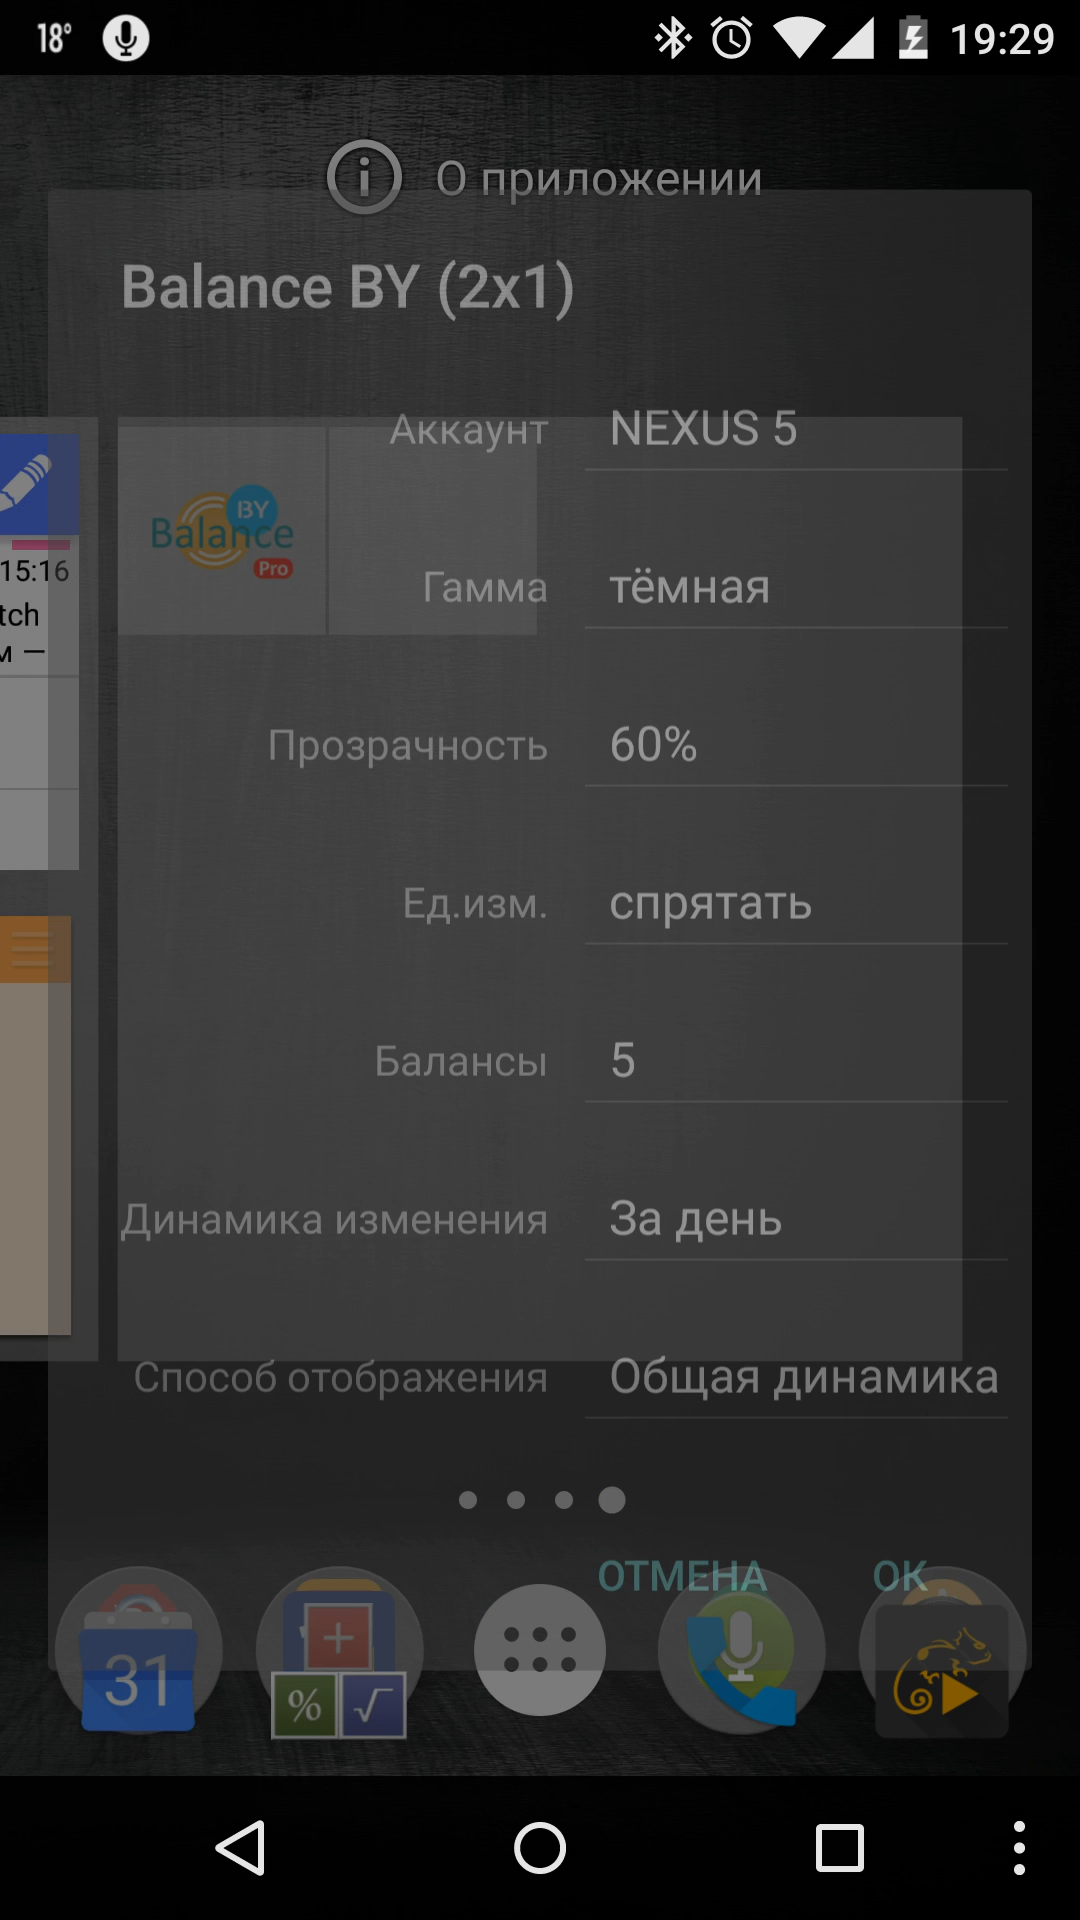 18° 19:29
О приложении
Balance BY (2x1)
Аккаунт NEXUS 5
BY
Balance
Pro
15:16
tch
м —
Гамма тёмная
Прозрачность 60%
Ед.изм. спрятать
Балансы 5
Динамика изменения За день
Способ отображения Общая динамика
ОТМЕНА OK
31
+
% √